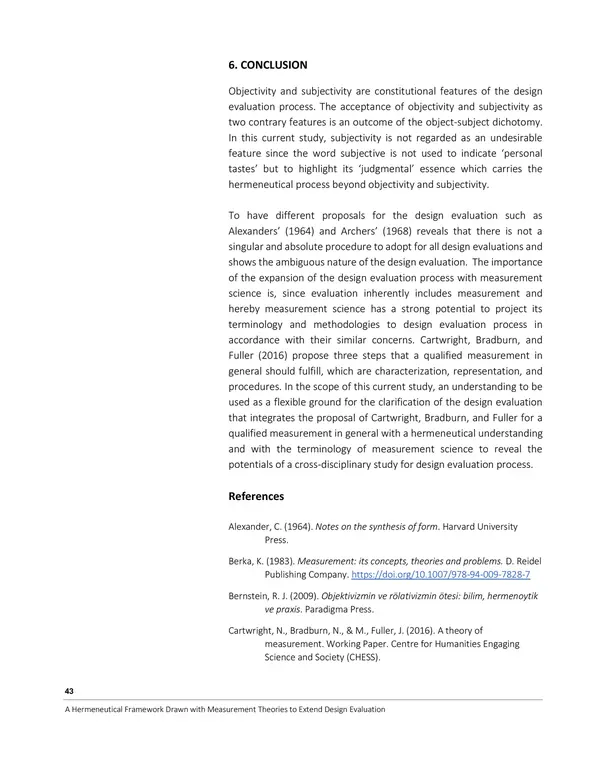 6. CONCLUSION
Objectivity and subjectivity are constitutional features of the design
evaluation process. The acceptance of objectivity and subjectivity as
two contrary features is an outcome of the object-subject dichotomy.
In this current study, subjectivity is not regarded as an undesirable
feature since the word subjective is not used to indicate ‘personal
tastes’ but to highlight its ‘judgmental’ essence which carries the
hermeneutical process beyond objectivity and subjectivity.
To have different proposals for the design evaluation such as
Alexanders’ (1964) and Archers’ (1968) reveals that there is not a
singular and absolute procedure to adopt for all design evaluations and
shows the ambiguous nature of the design evaluation. The importance
of the expansion of the design evaluation process with measurement
science is, since evaluation inherently includes measurement and
hereby measurement science has a strong potential to project its
terminology and methodologies to design evaluation process in
accordance with their similar concerns. Cartwright, Bradburn, and
Fuller (2016) propose three steps that a qualified measurement in
general should fulfill, which are characterization, representation, and
procedures. In the scope of this current study, an understanding to be
used as a flexible ground for the clarification of the design evaluation
that integrates the proposal of Cartwright, Bradburn, and Fuller for a
qualified measurement in general with a hermeneutical understanding
and with the terminology of measurement science to reveal the
potentials of a cross-disciplinary study for design evaluation process.
References
Alexander, C. (1964). Notes on the synthesis of form. Harvard University
Press.
Berka, K. (1983). Measurement: its concepts, theories and problems. D. Reidel
Publishing Company. https://doi.org/10.1007/978-94-009-7828-7
Bernstein, R. J. (2009). Objektivizmin ve rölativizmin ötesi: bilim, hermenoytik
ve praxis. Paradigma Press.
Cartwright, N., Bradburn, N., & M., Fuller, J. (2016). A theory of
measurement. Working Paper. Centre for Humanities Engaging
Science and Society (CHESS).
43
A Hermeneutical Framework Drawn with Measurement Theories to Extend Design Evaluation